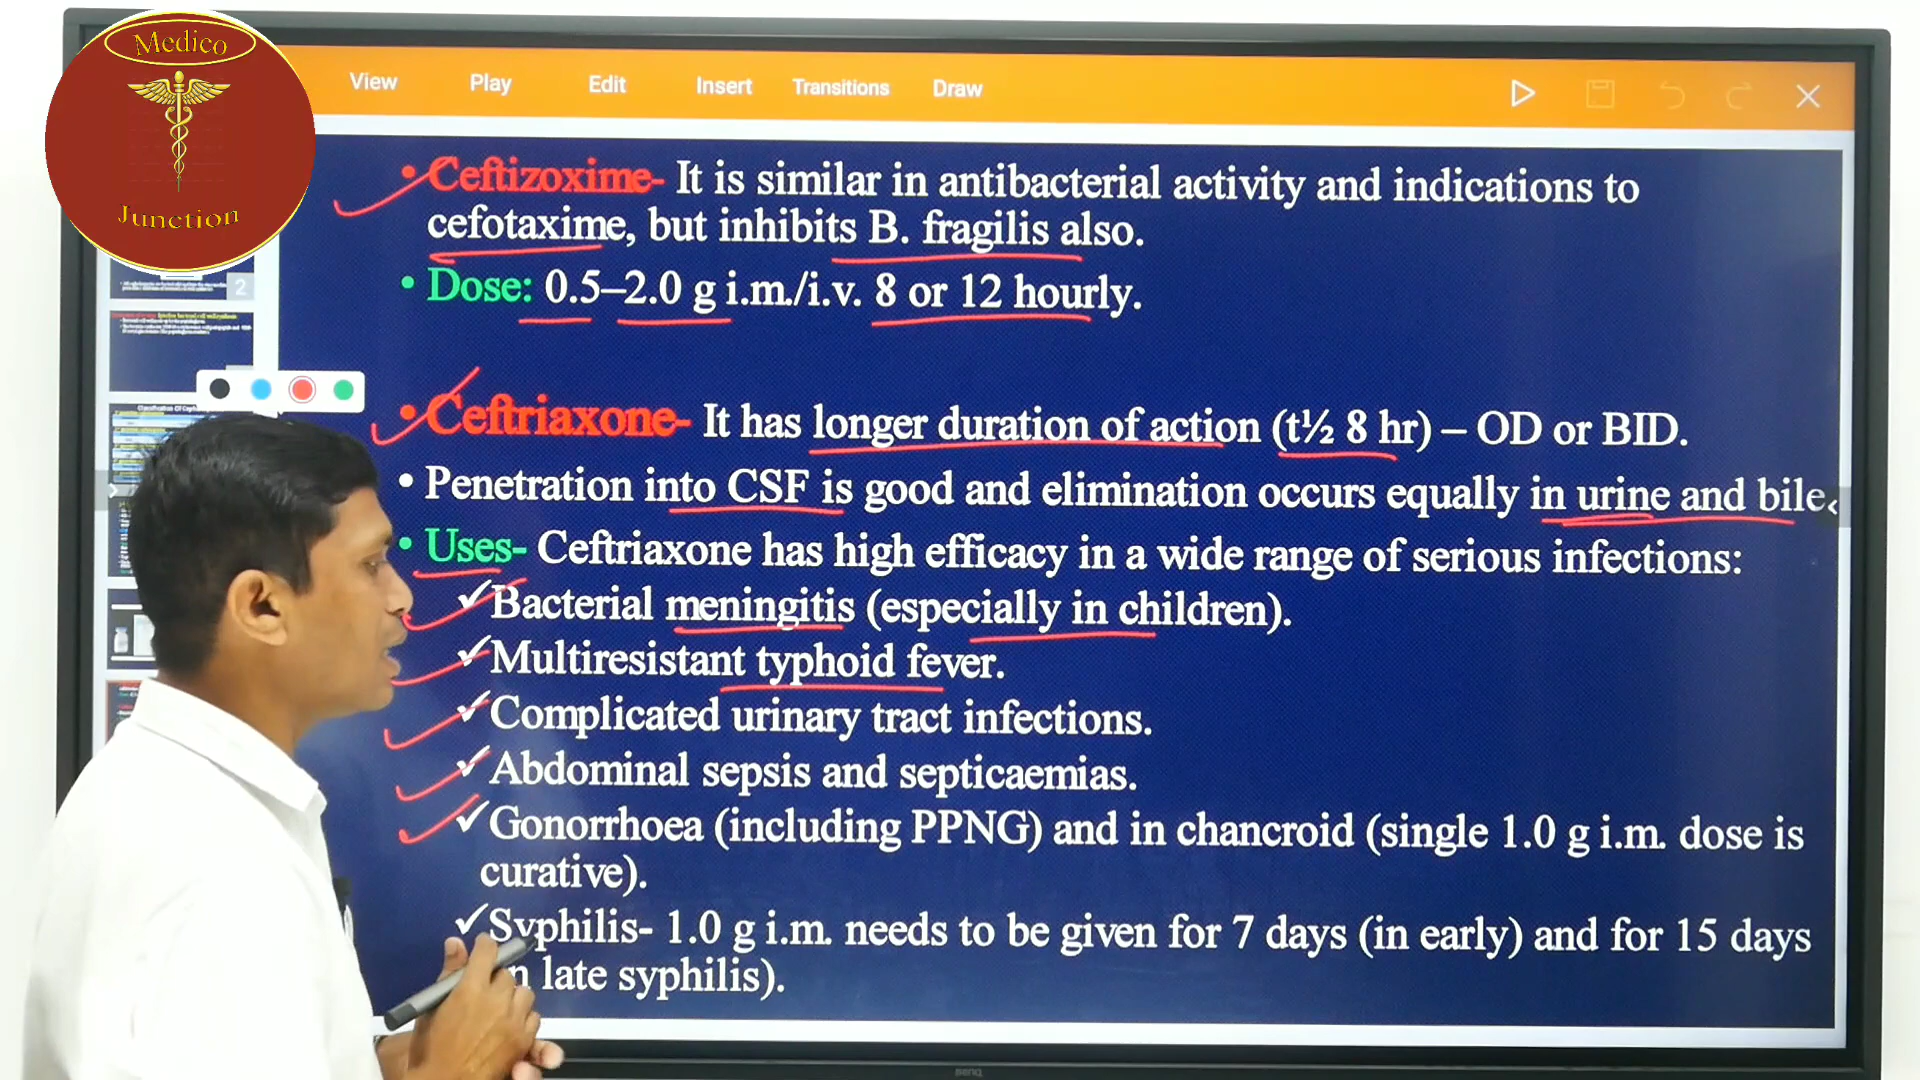 Medico
Junction
View Play Edit Insert Transitions Draw
2
• Ceftizoxime- It is similar in antibacterial activity and indications to
cefotaxime, but inhibits B. fragilis also.
• Dose: 0.5–2.0 g i.m./i.v. 8 or 12 hourly.
• Ceftriaxone- It has longer duration of action (t½ 8 hr) – OD or BID.
• Penetration into CSF is good and elimination occurs equally in urine and bile.
• Uses- Ceftriaxone has high efficacy in a wide range of serious infections:
✓Bacterial meningitis (especially in children).
✓Multiresistant typhoid fever.
✓Complicated urinary tract infections.
✓Abdominal sepsis and septicaemias.
✓Gonorrhoea (including PPNG) and in chancroid (single 1.0 g i.m. dose is
curative).
✓Syphilis- 1.0 g i.m. needs to be given for 7 days (in early) and for 15 days
late syphilis).
BenQ